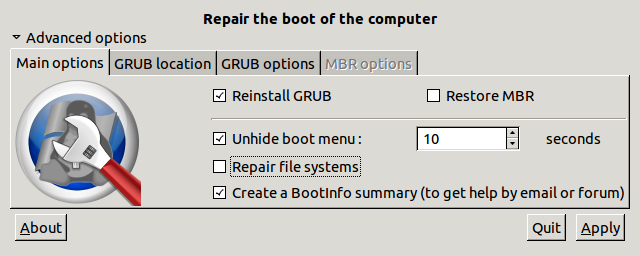 Repair the boot of the computer
Advanced options
Main options GRUB location GRUB options MBR options
Reinstall GRUB Restore MBR
Unhide boot menu : 10 seconds
Repair file systems
Create a BootInfo summary (to get help by email or forum)
About Quit Apply